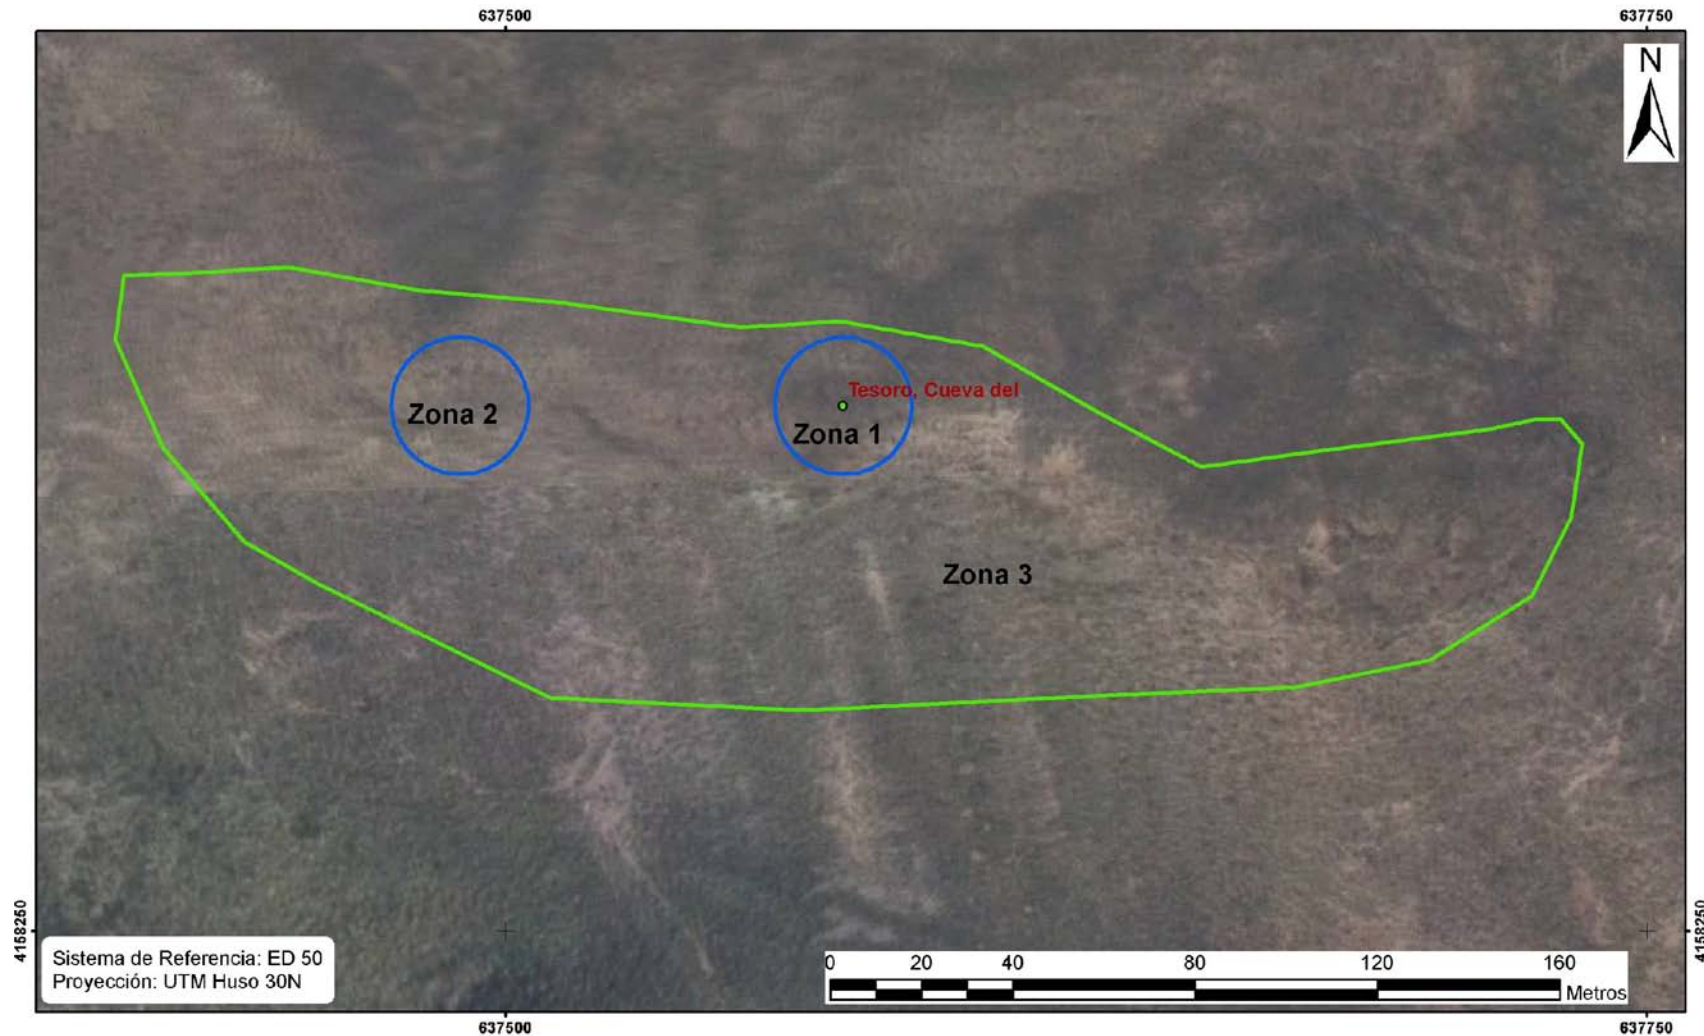 637500
637750
N
Tesoro, Cueva del
Zona 2
Zona 1
Zona 3
4158250
4158250
Sistema de Referencia: ED 50
Proyección: UTM Huso 30N
0 20 40 80 120 160
Metros
637500
637750